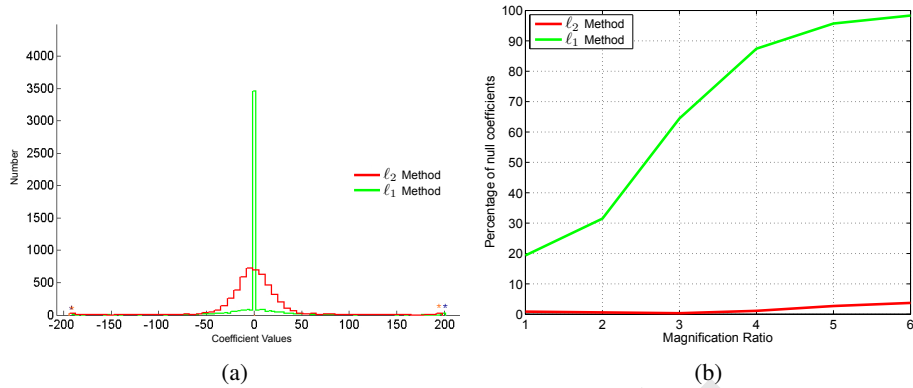 4000
3500
3000
2500
2000
1500
1000
500
0
Number
-200 -150 -100 -50 0 50 100 150 200
Coefficient Values
ℓ2 Method
ℓ1 Method
(a)
100
90
80
70
60
50
40
30
20
10
0
Percentage of null coefficients
1 2 3 4 5 6
Magnification Ratio
ℓ2 Method
ℓ1 Method
(b)